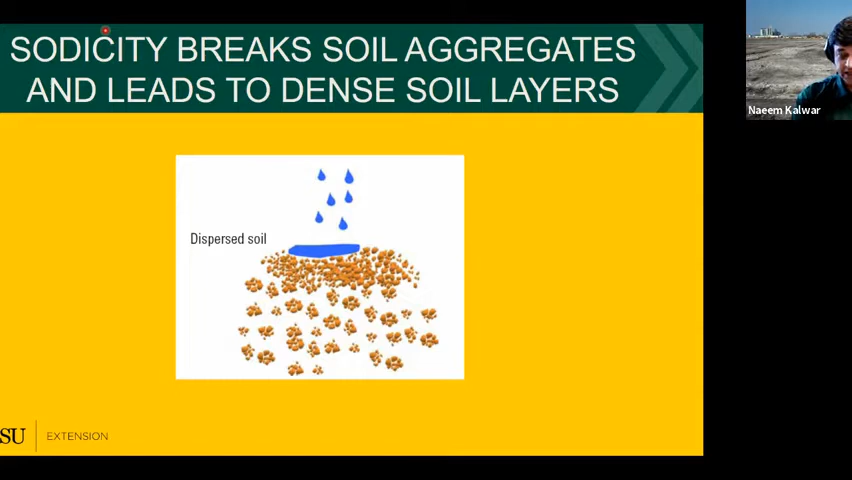 SODICITY BREAKS SOIL AGGREGATES
AND LEADS TO DENSE SOIL LAYERS
Naeem Kalwar
Dispersed soil
SU EXTENSION